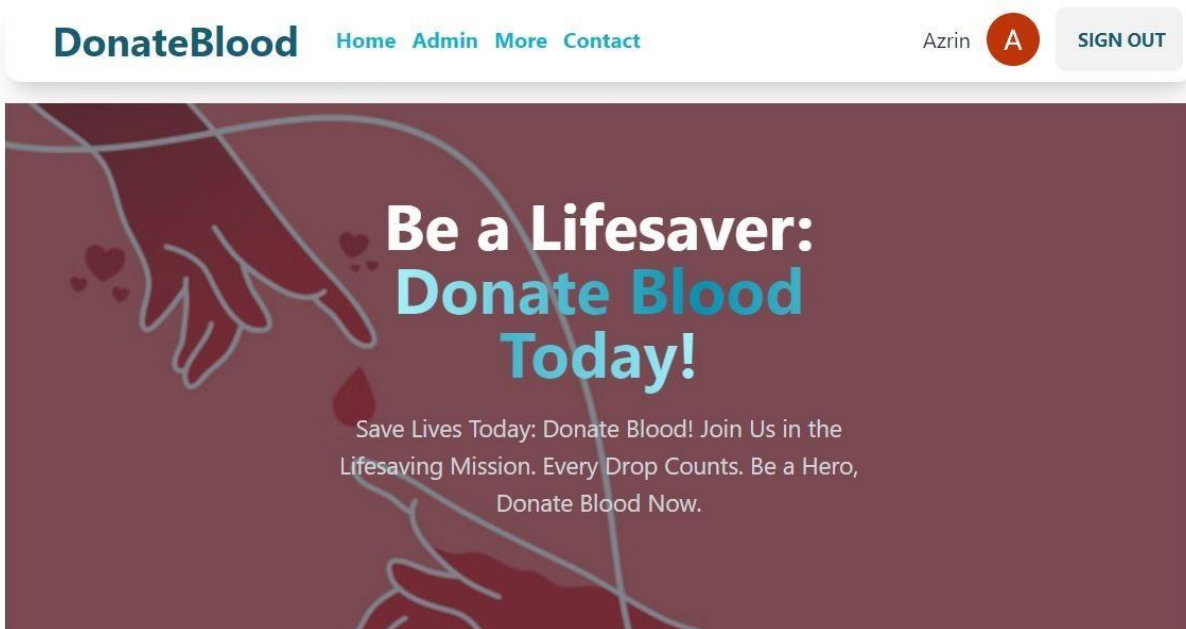 DonateBlood Home Admin More Contact Azrin A SIGN OUT
Be a Lifesaver:
Donate Blood
Today!
Save Lives Today: Donate Blood! Join Us in the
Lifesaving Mission. Every Drop Counts. Be a Hero,
Donate Blood Now.